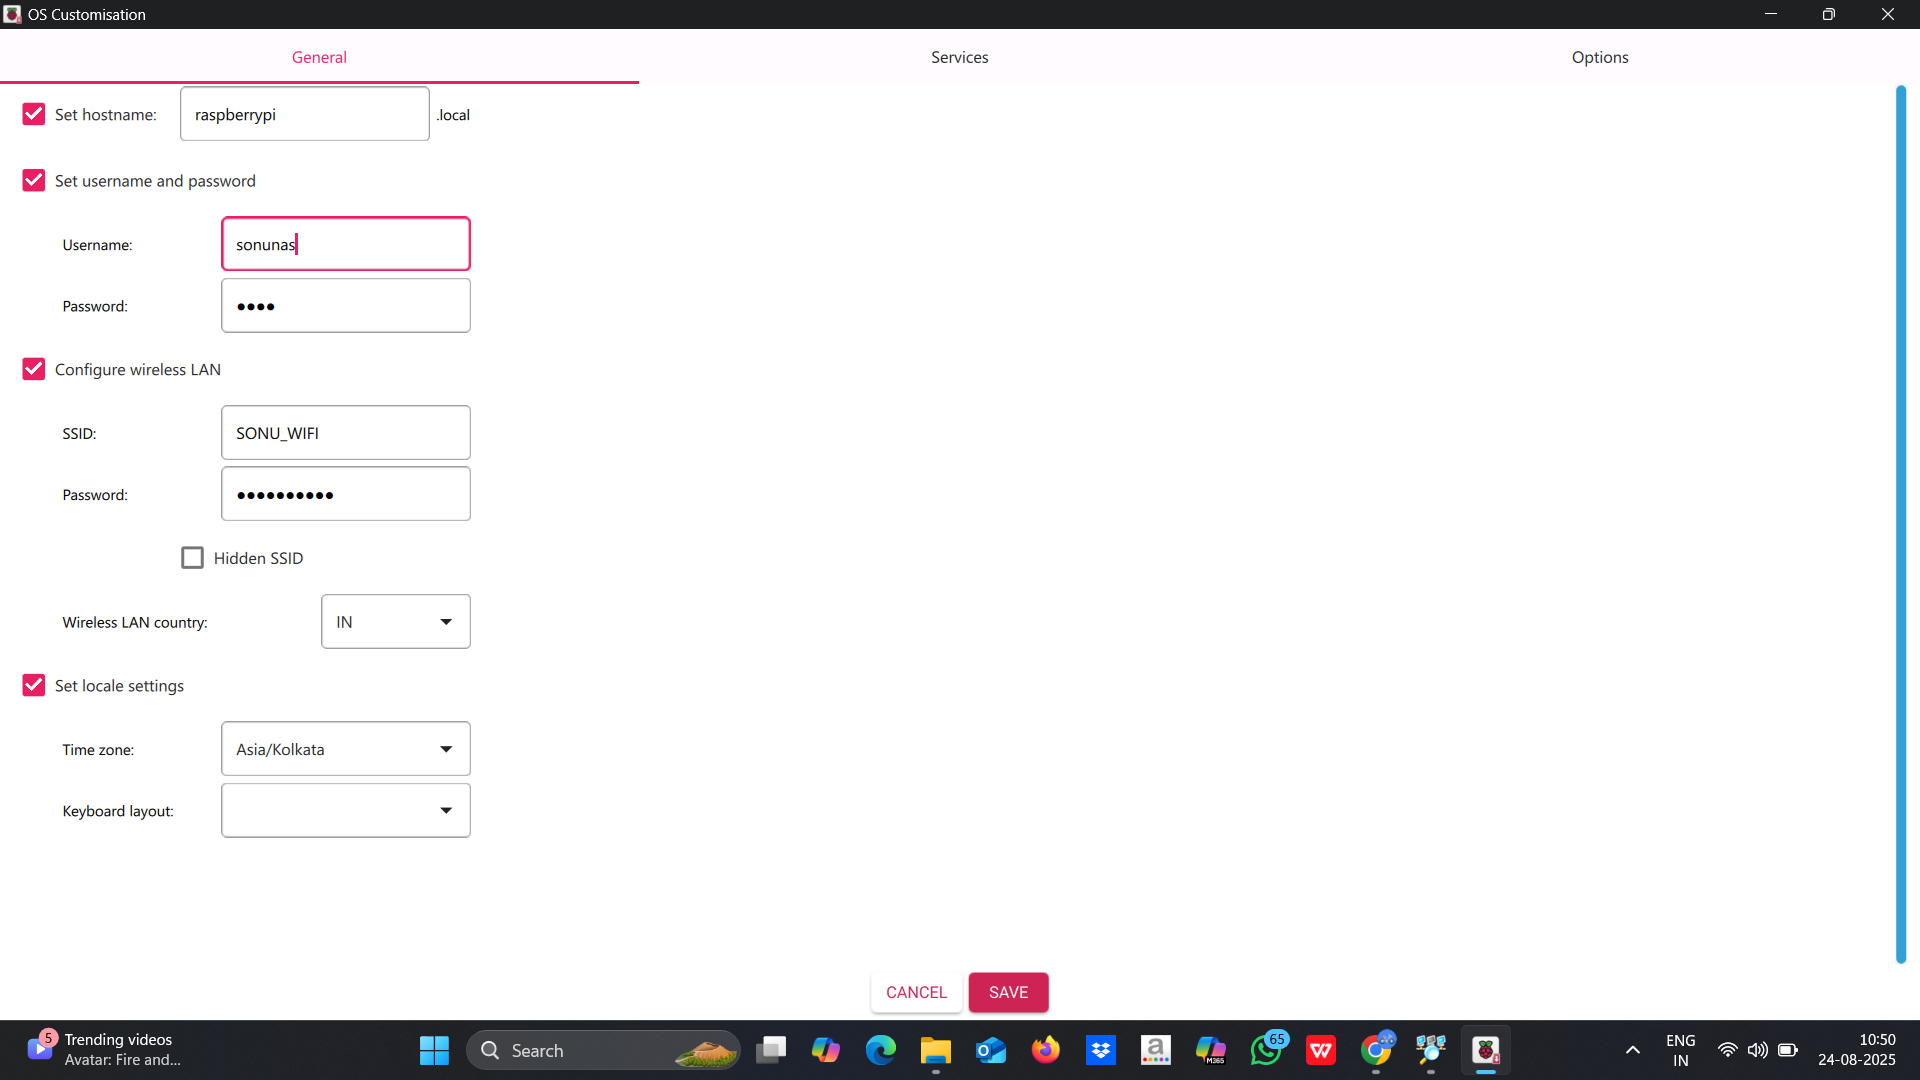 OS Customisation
General
Services
Options
Set hostname:
raspberrypi
.local
Set username and password
Username:
sonunas
Password:
••••
Configure wireless LAN
SSID:
SONU_WIFI
Password:
••••••••••
Hidden SSID
Wireless LAN country:
IN
Set locale settings
Time zone:
Asia/Kolkata
Keyboard layout:
CANCEL
SAVE
5
Trending videos
Avatar: Fire and...
Search
M365
65
ENG
IN
10:50
24-08-2025